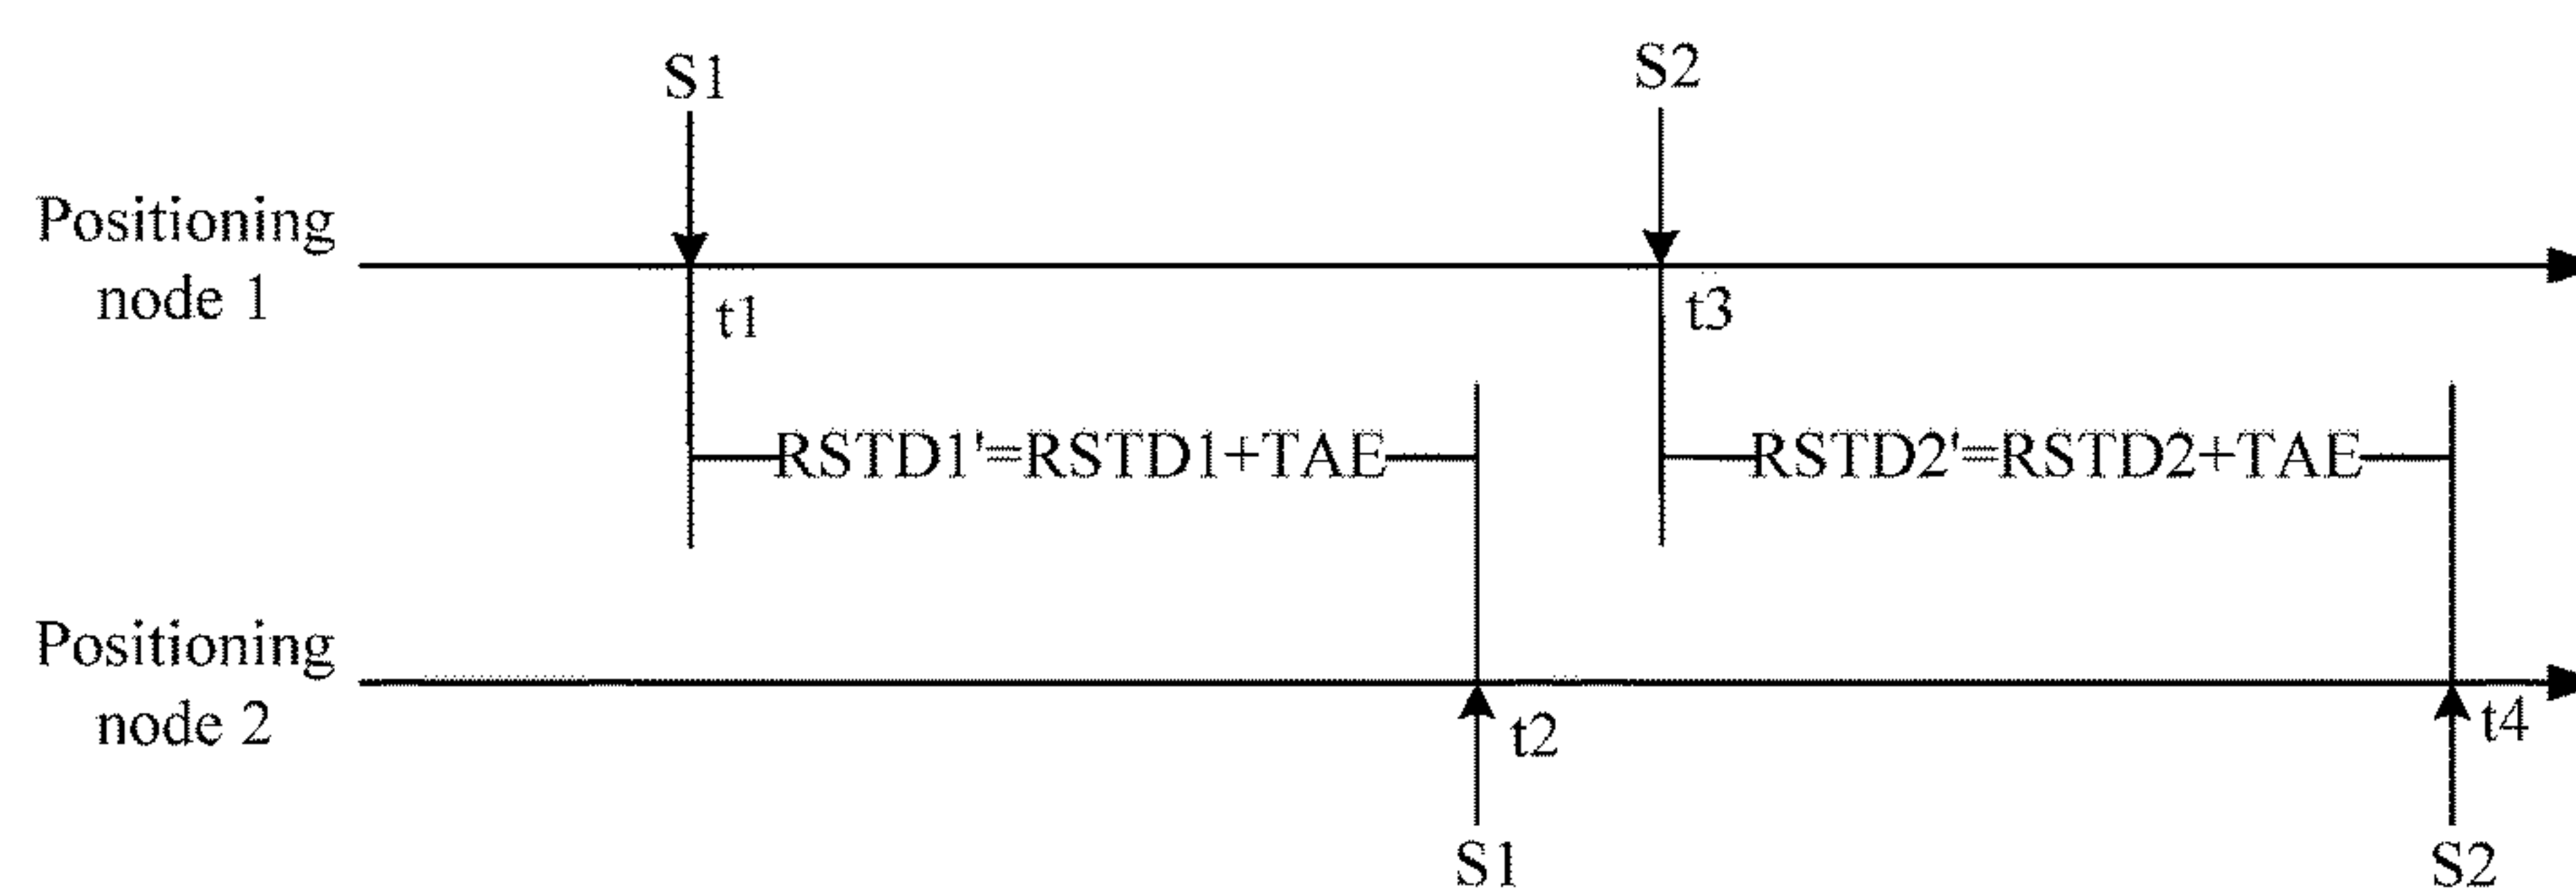 S1
S2
Positioning
node 1
t1
t3
RSTD1'=RSTD1+TAE
RSTD2'=RSTD2+TAE
Positioning
node 2
t2
t4
S1
S2